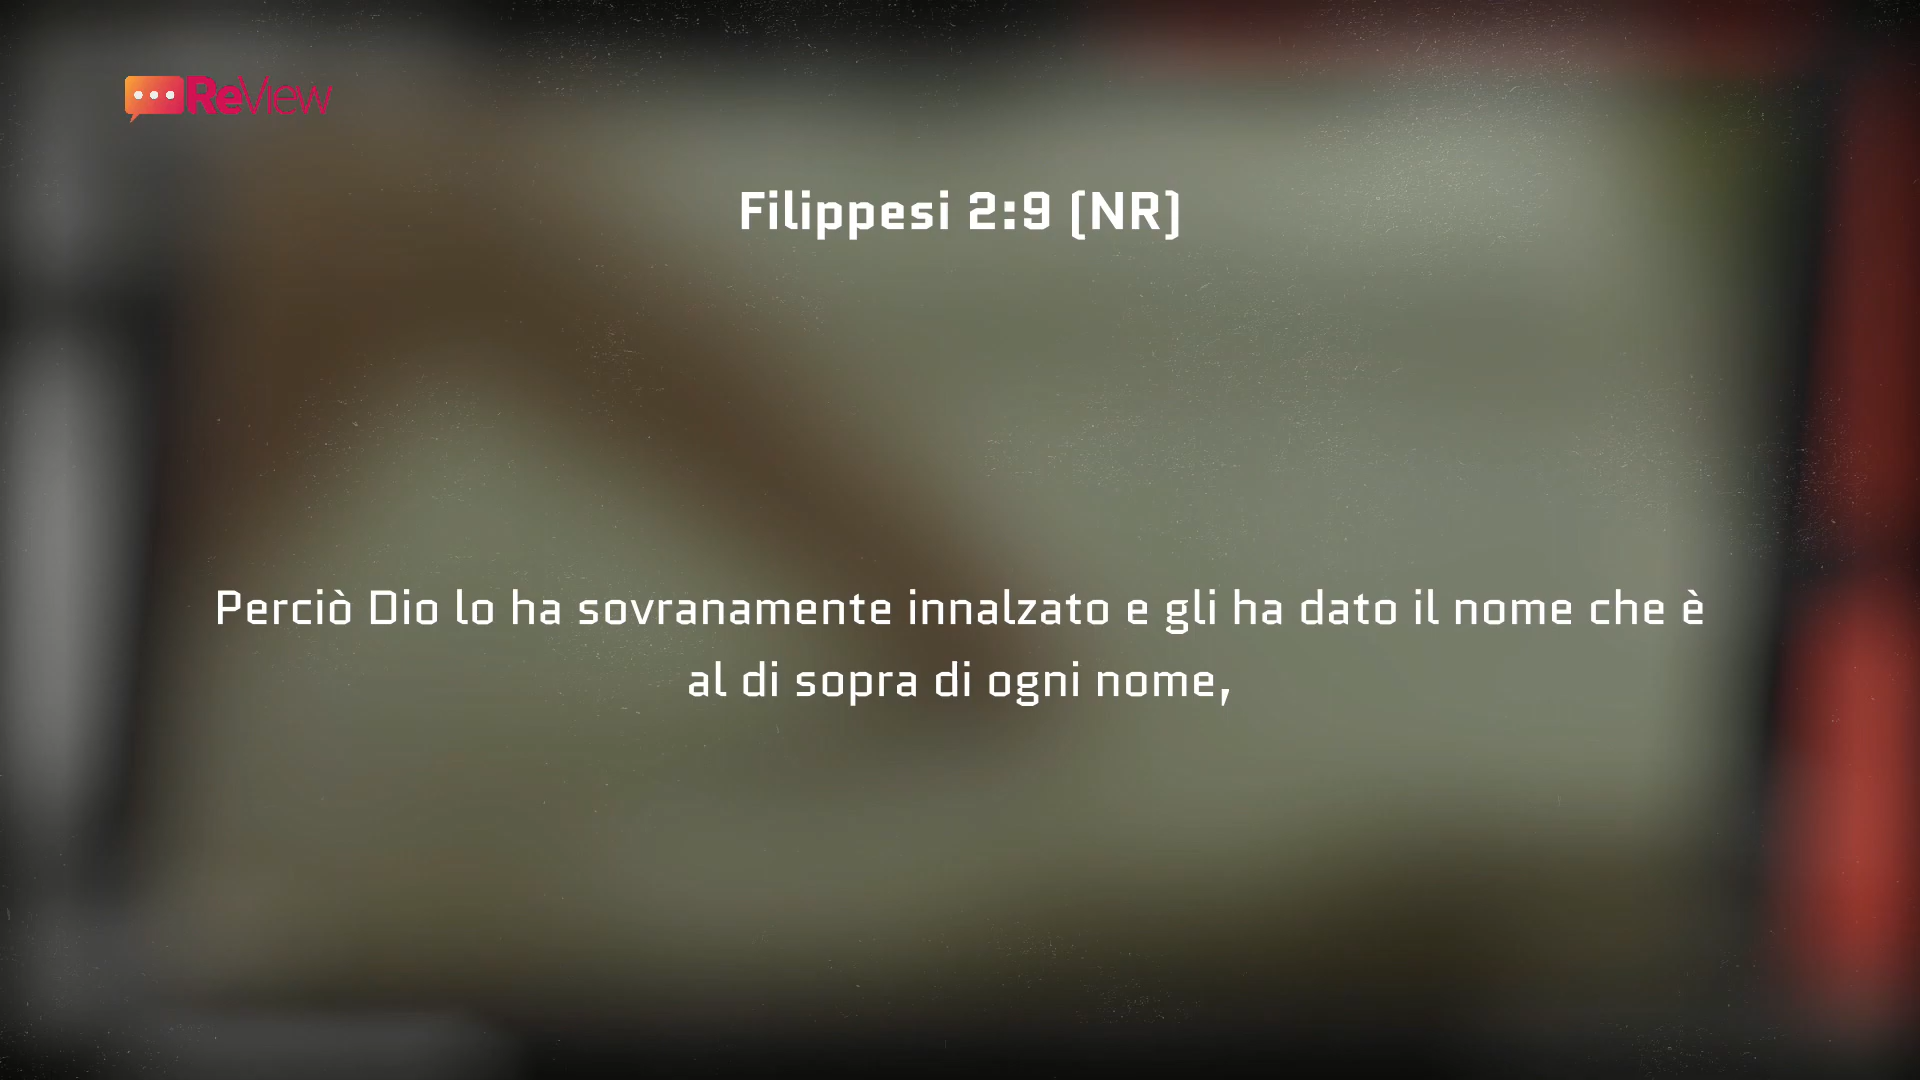 ReView
Filippesi 2:9 (NR)
Perciò Dio lo ha sovranamente innalzato e gli ha dato il nome che è
al di sopra di ogni nome,